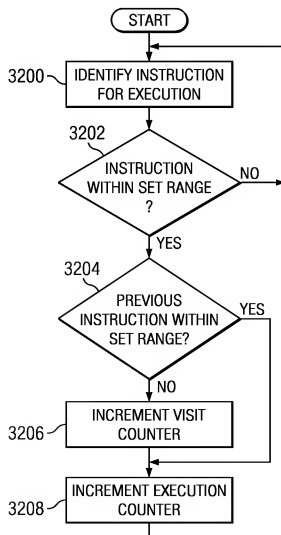 START
3200
IDENTIFY INSTRUCTION
FOR EXECUTION
3202
INSTRUCTION
WITHIN SET RANGE
?
NO
YES
3204
PREVIOUS
INSTRUCTION WITHIN
SET RANGE?
YES
NO
3206
INCREMENT VISIT
COUNTER
3208
INCREMENT EXECUTION
COUNTER